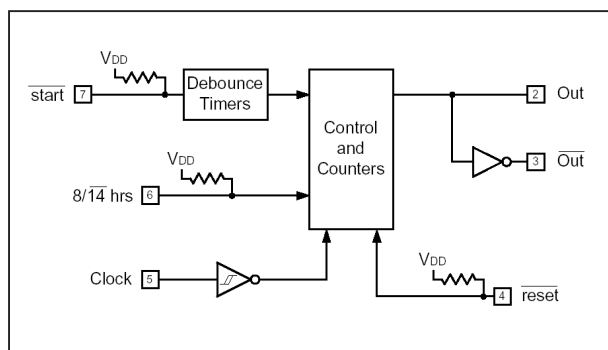 VDD
start
7
Debounce
Timers
Control
and
Counters
2
Out
3
Out
VDD
8/14 hrs
6
Clock
5
VDD
4
reset